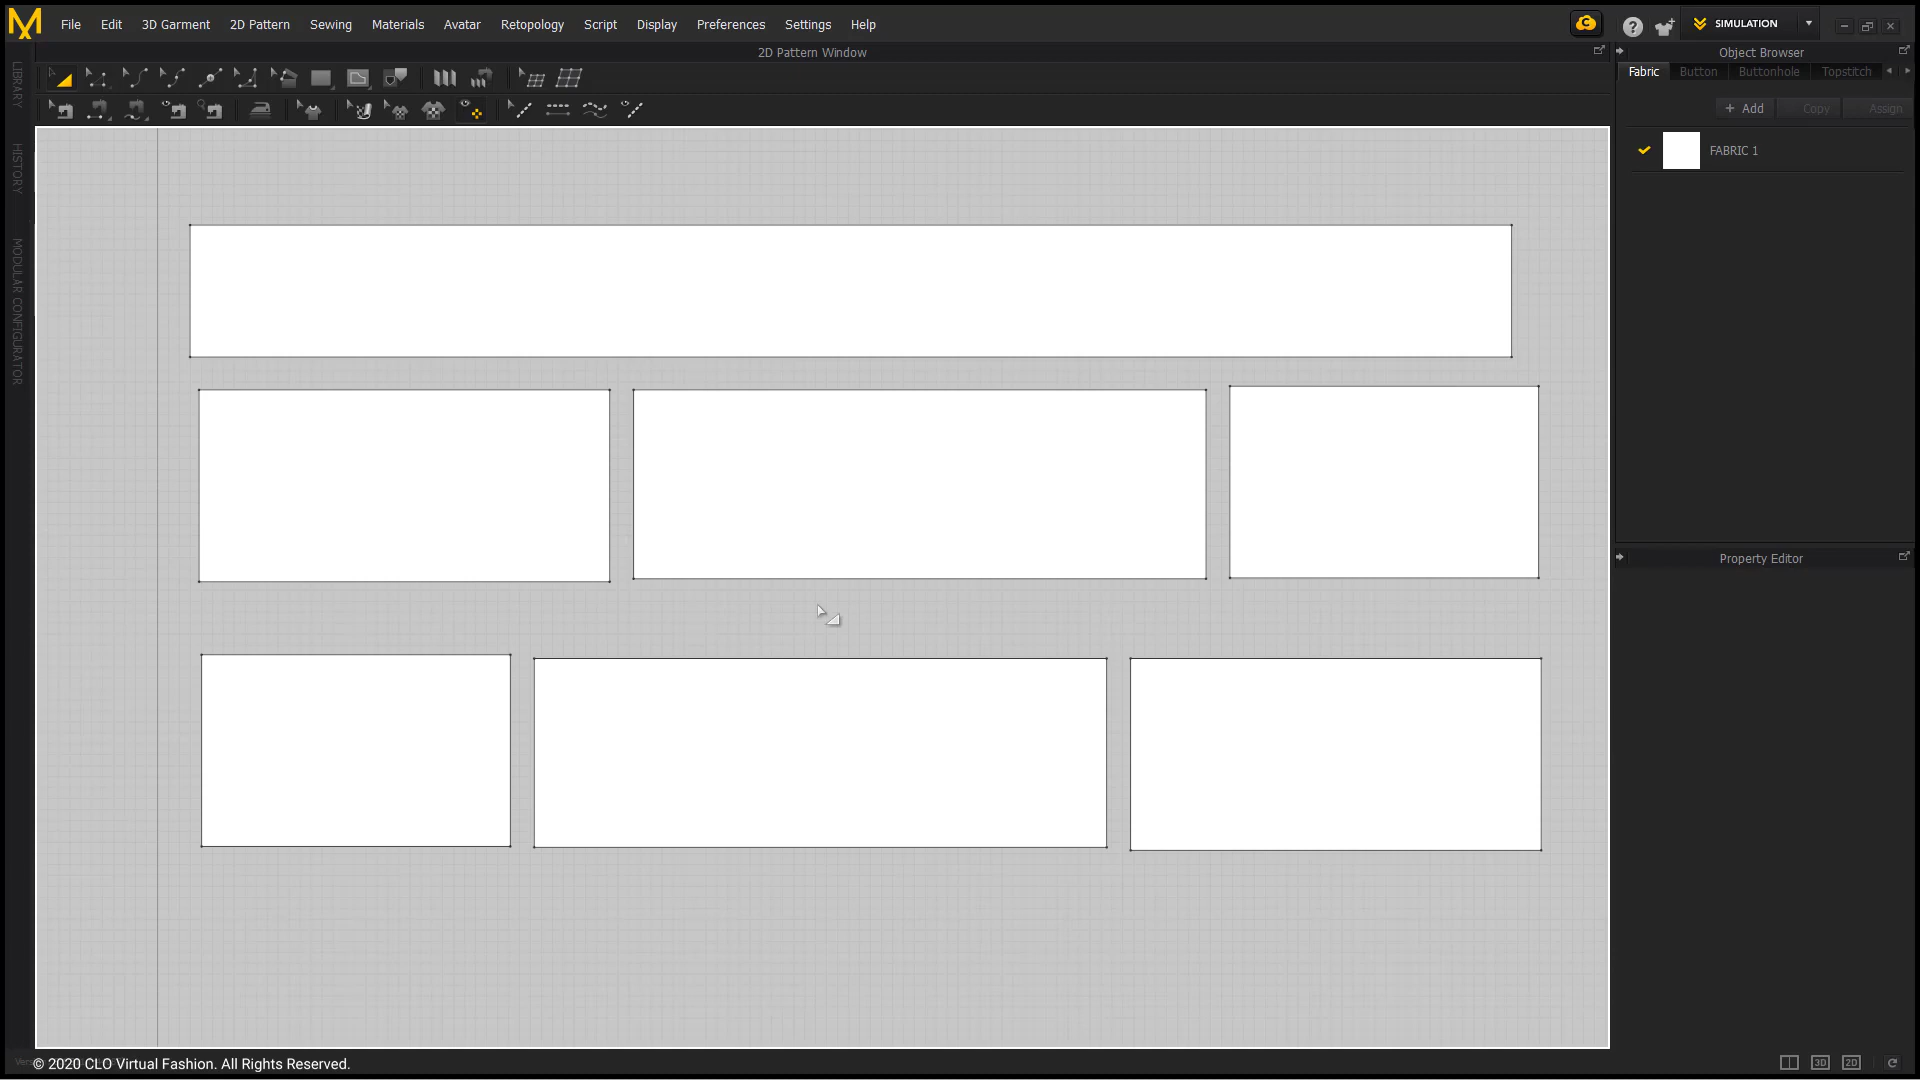 File Edit 3D Garment 2D Pattern Sewing Materials Avatar Retopology Script Display Preferences Settings Help
SIMULATION
2D Pattern Window
Object Browser
Fabric Button Buttonhole Topstitch
+ Add Copy Assign
FABRIC 1
LIBRARY
HISTORY
MODULAR CONFIGURATOR
Property Editor
© 2020 CLO Virtual Fashion. All Rights Reserved.
3D 2D